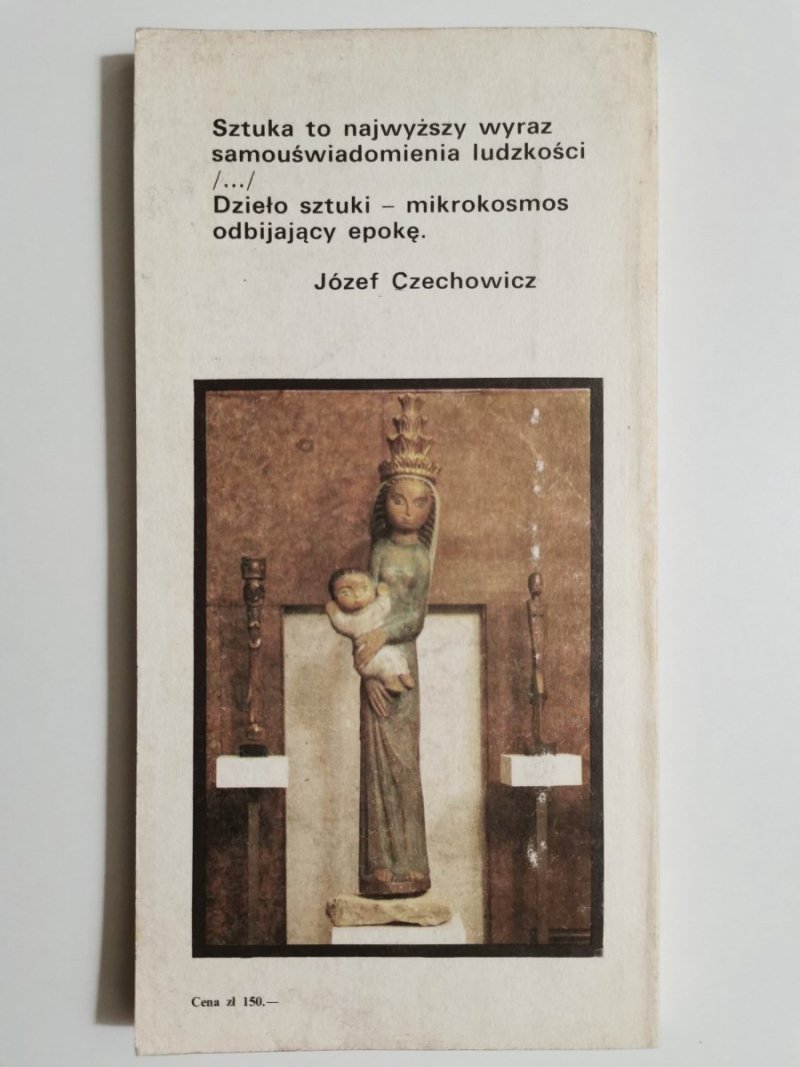 Sztuka to najwyższy wyraz
samouświadomienia ludzkości
/.../
Dzieło sztuki – mikrokosmos
odbijający epokę.
Józef Czechowicz
Cena zł 150.—